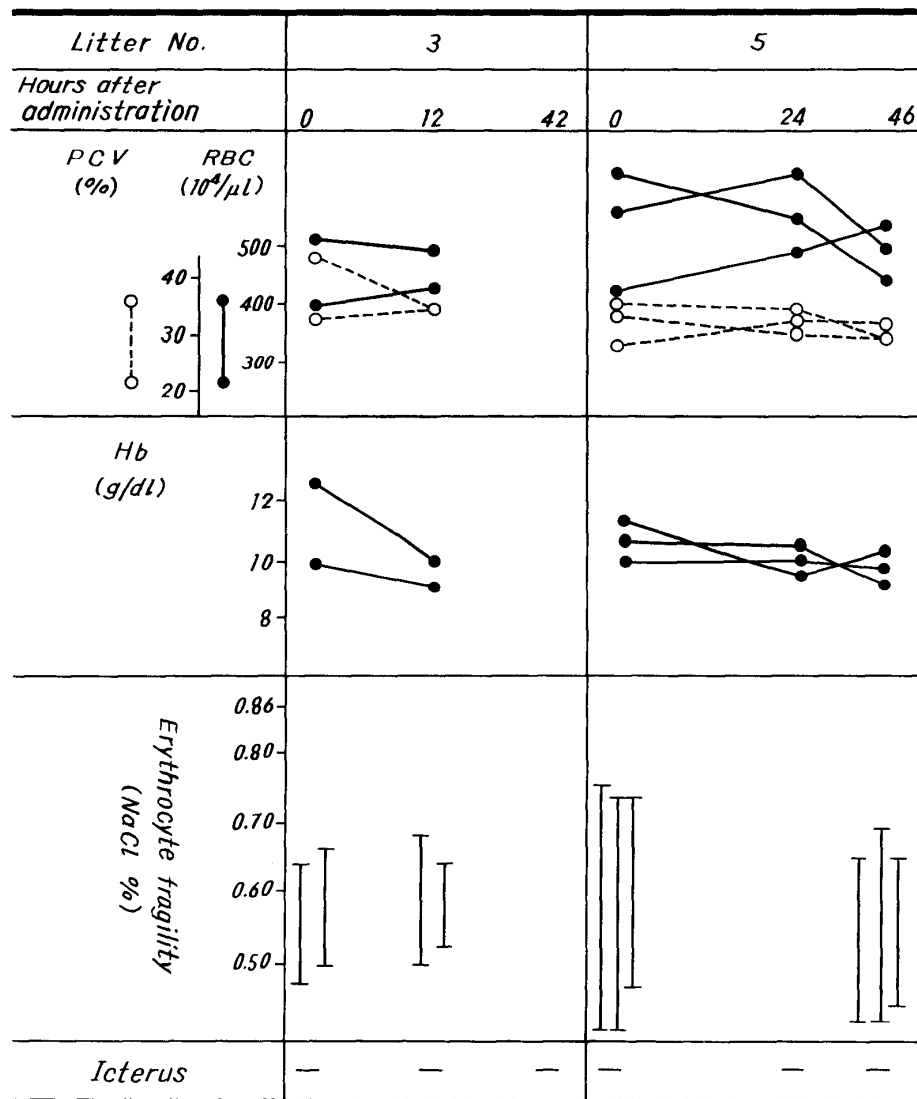 Litter No. 3 5
Hours after
administration 0 12 42 0 24 46
PCV RBC
(%) (10⁴/μl)
500
40
400
30
300
20
Hb
(g/dl)
12
10
8
0.86
0.80
0.70
0.60
0.50
Erythrocyte fragility
(NaCl %)
Icterus — — — — — —